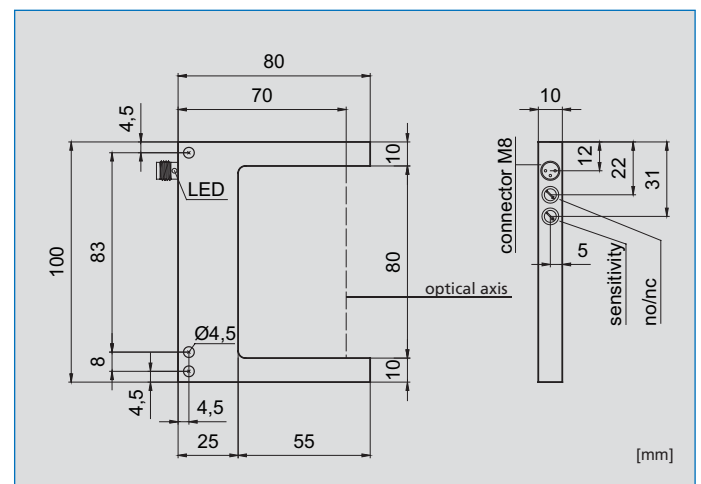 80
70
10
4,5
LED
10
connector M8
12
22
31
100
83
80
5
optical axis
sensitivity
no/nc
Ø4,5
8
10
4,5
4,5
25
55
[mm]